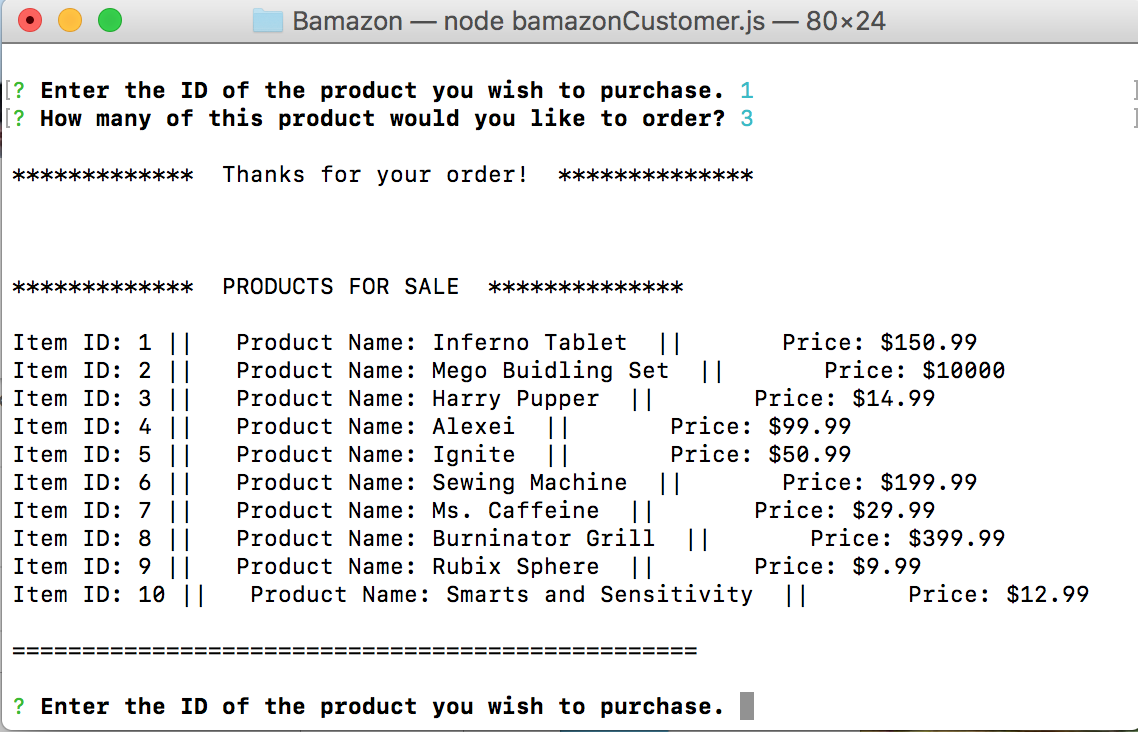 Bamazon — node bamazonCustomer.js — 80×24
[? Enter the ID of the product you wish to purchase. 1 ]
[? How many of this product would you like to order? 3 ]
*************  Thanks for your order!  **************
*************  PRODUCTS FOR SALE  **************
Item ID: 1 ||   Product Name: Inferno Tablet  ||       Price: $150.99
Item ID: 2 ||   Product Name: Mego Buidling Set  ||       Price: $10000
Item ID: 3 ||   Product Name: Harry Pupper  ||       Price: $14.99
Item ID: 4 ||   Product Name: Alexei  ||       Price: $99.99
Item ID: 5 ||   Product Name: Ignite  ||       Price: $50.99
Item ID: 6 ||   Product Name: Sewing Machine  ||       Price: $199.99
Item ID: 7 ||   Product Name: Ms. Caffeine  ||       Price: $29.99
Item ID: 8 ||   Product Name: Burninator Grill  ||       Price: $399.99
Item ID: 9 ||   Product Name: Rubix Sphere  ||       Price: $9.99
Item ID: 10 ||   Product Name: Smarts and Sensitivity  ||       Price: $12.99
=================================================
? Enter the ID of the product you wish to purchase.